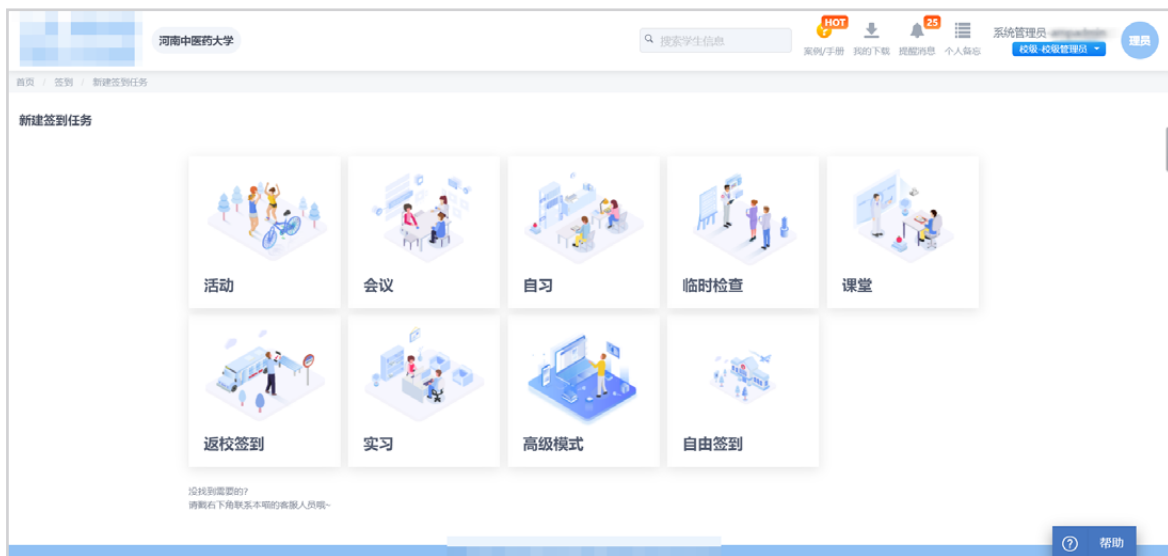 河南中医药大学
搜索学生信息
HOT
案例/手册
我的下载
25
提醒消息
个人备忘
系统管理员
校级-校级管理员
理员
首页 / 签到 / 新建签到任务
新建签到任务
活动
会议
自习
临时检查
课堂
返校签到
实习
高级模式
自由签到
没找到需要的?
请戳右下角联系本喵的客服人员哦~
帮助